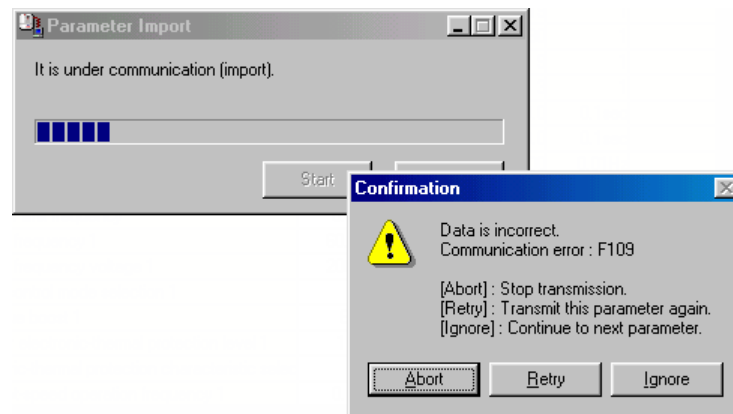 Parameter Import
It is under communication (import).
Start
Confirmation
Data is incorrect.
Communication error : F109
[Abort] : Stop transmission.
[Retry] : Transmit this parameter again.
[Ignore] : Continue to next parameter.
Abort
Retry
Ignore